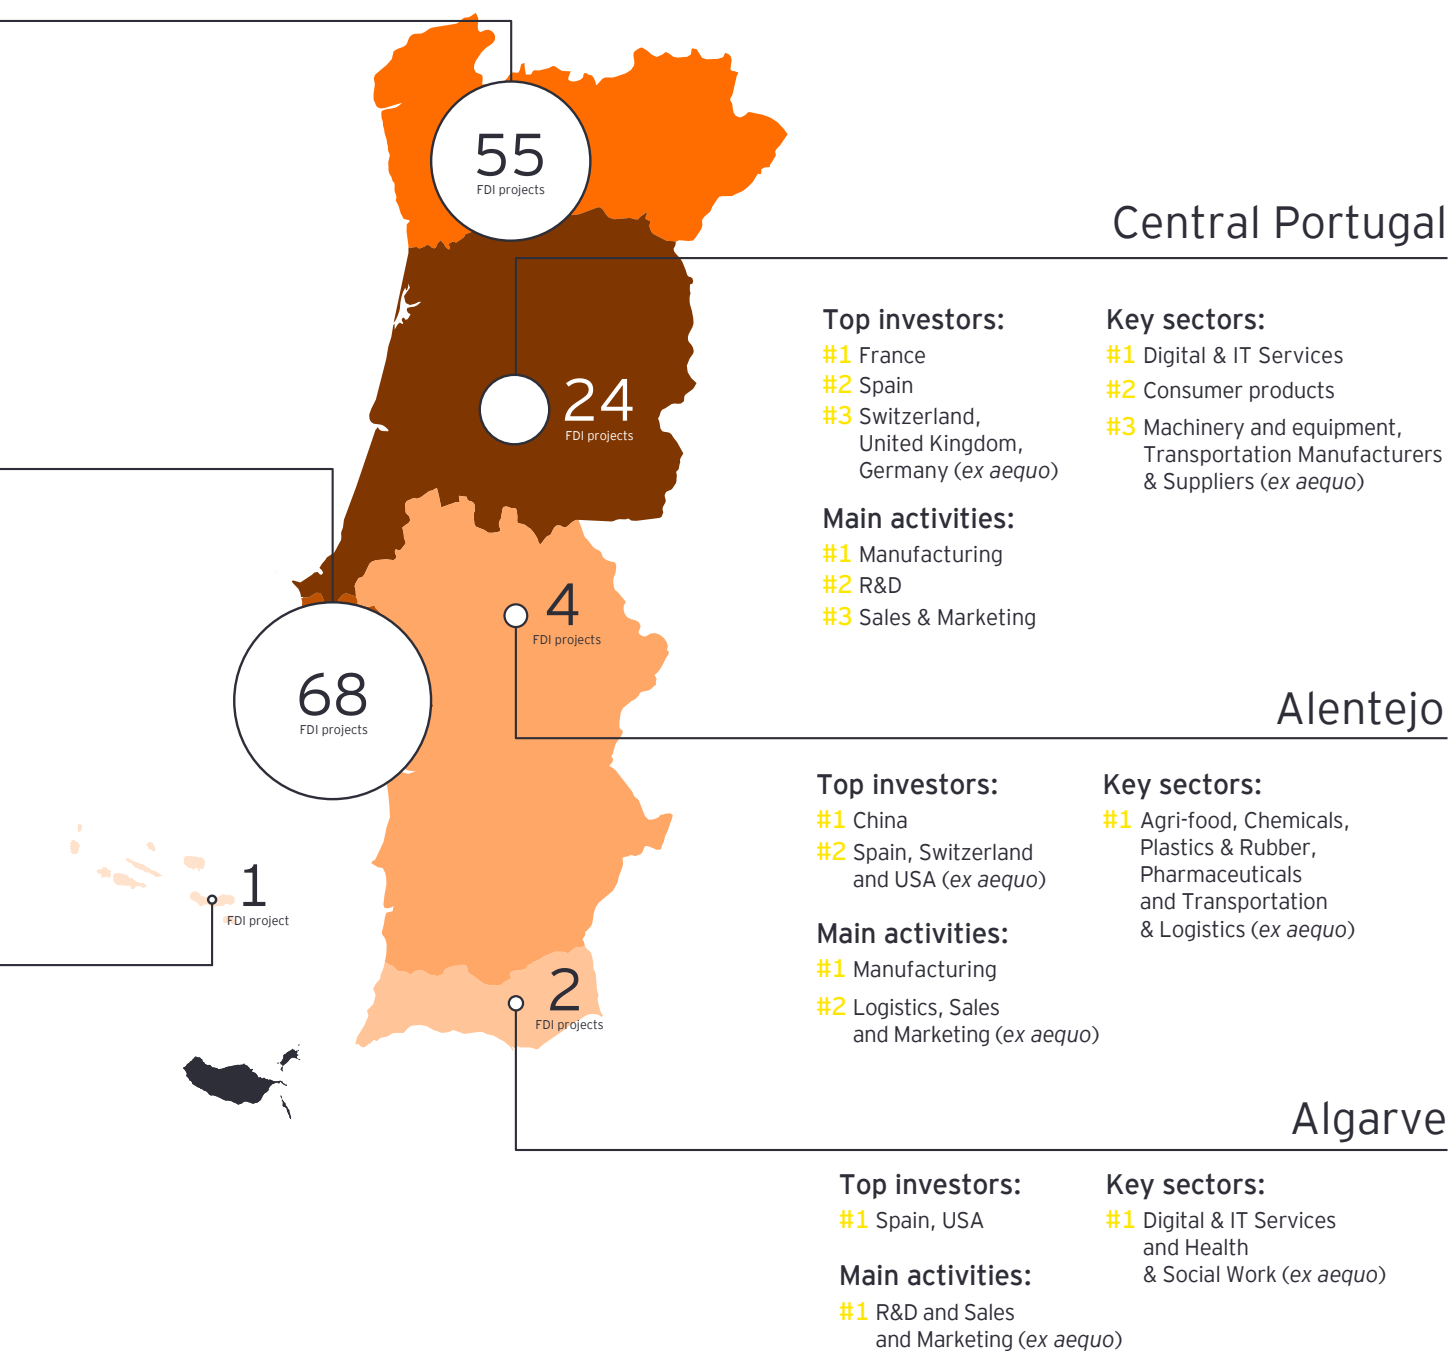 55
FDI projects
Central Portugal
24
FDI projects
Top investors:
#1 France
#2 Spain
#3 Switzerland,
United Kingdom,
Germany (ex aequo)
Main activities:
#1 Manufacturing
#2 R&D
#3 Sales & Marketing
Key sectors:
#1 Digital & IT Services
#2 Consumer products
#3 Machinery and equipment,
Transportation Manufacturers
& Suppliers (ex aequo)
4
FDI projects
68
FDI projects
Alentejo
Top investors:
#1 China
#2 Spain, Switzerland
and USA (ex aequo)
Main activities:
#1 Manufacturing
#2 Logistics, Sales
and Marketing (ex aequo)
Key sectors:
#1 Agri-food, Chemicals,
Plastics & Rubber,
Pharmaceuticals
and Transportation
& Logistics (ex aequo)
1
FDI project
2
FDI projects
Algarve
Top investors:
#1 Spain, USA
Main activities:
#1 R&D and Sales
and Marketing (ex aequo)
Key sectors:
#1 Digital & IT Services
and Health
& Social Work (ex aequo)